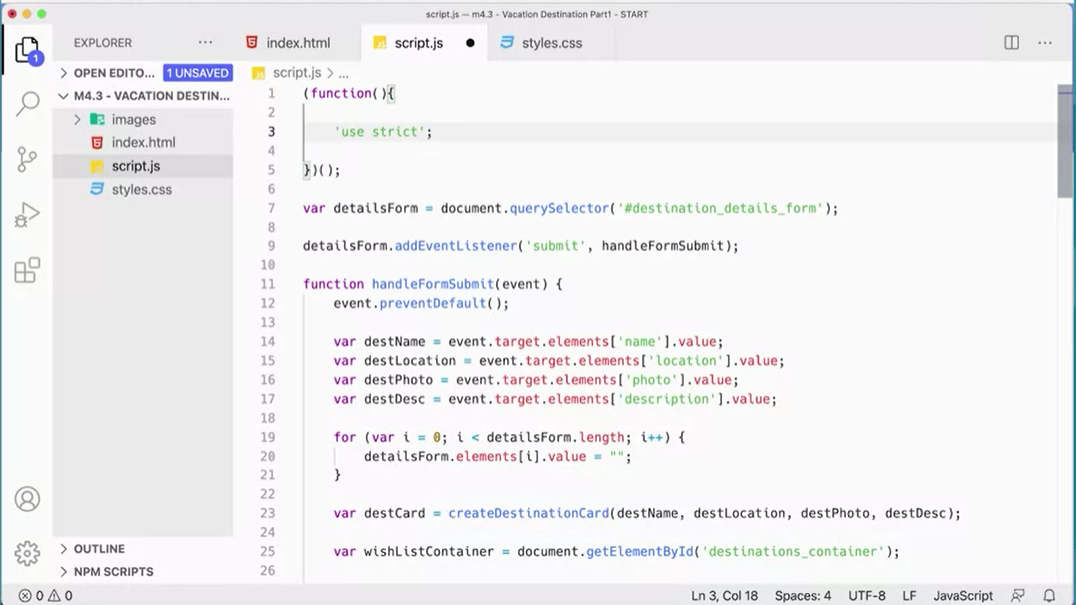 script.js — m4.3 - Vacation Destination Part1 - START
EXPLORER
index.html
script.js
styles.css
1
OPEN EDITO... 1 UNSAVED
script.js > ...
M4.3 - VACATION DESTIN...
images
index.html
script.js
styles.css
1 (function(){
2
3     'use strict';
4
5 })();
6
7 var detailsForm = document.querySelector('#destination_details_form');
8
9 detailsForm.addEventListener('submit', handleFormSubmit);
10
11 function handleFormSubmit(event) {
12     event.preventDefault();
13
14     var destName = event.target.elements['name'].value;
15     var destLocation = event.target.elements['location'].value;
16     var destPhoto = event.target.elements['photo'].value;
17     var destDesc = event.target.elements['description'].value;
18
19     for (var i = 0; i < detailsForm.length; i++) {
20         detailsForm.elements[i].value = "";
21     }
22
23     var destCard = createDestinationCard(destName, destLocation, destPhoto, destDesc);
24
25     var wishListContainer = document.getElementById('destinations_container');
26
OUTLINE
NPM SCRIPTS
0 0 Ln 3, Col 18 Spaces: 4 UTF-8 LF JavaScript